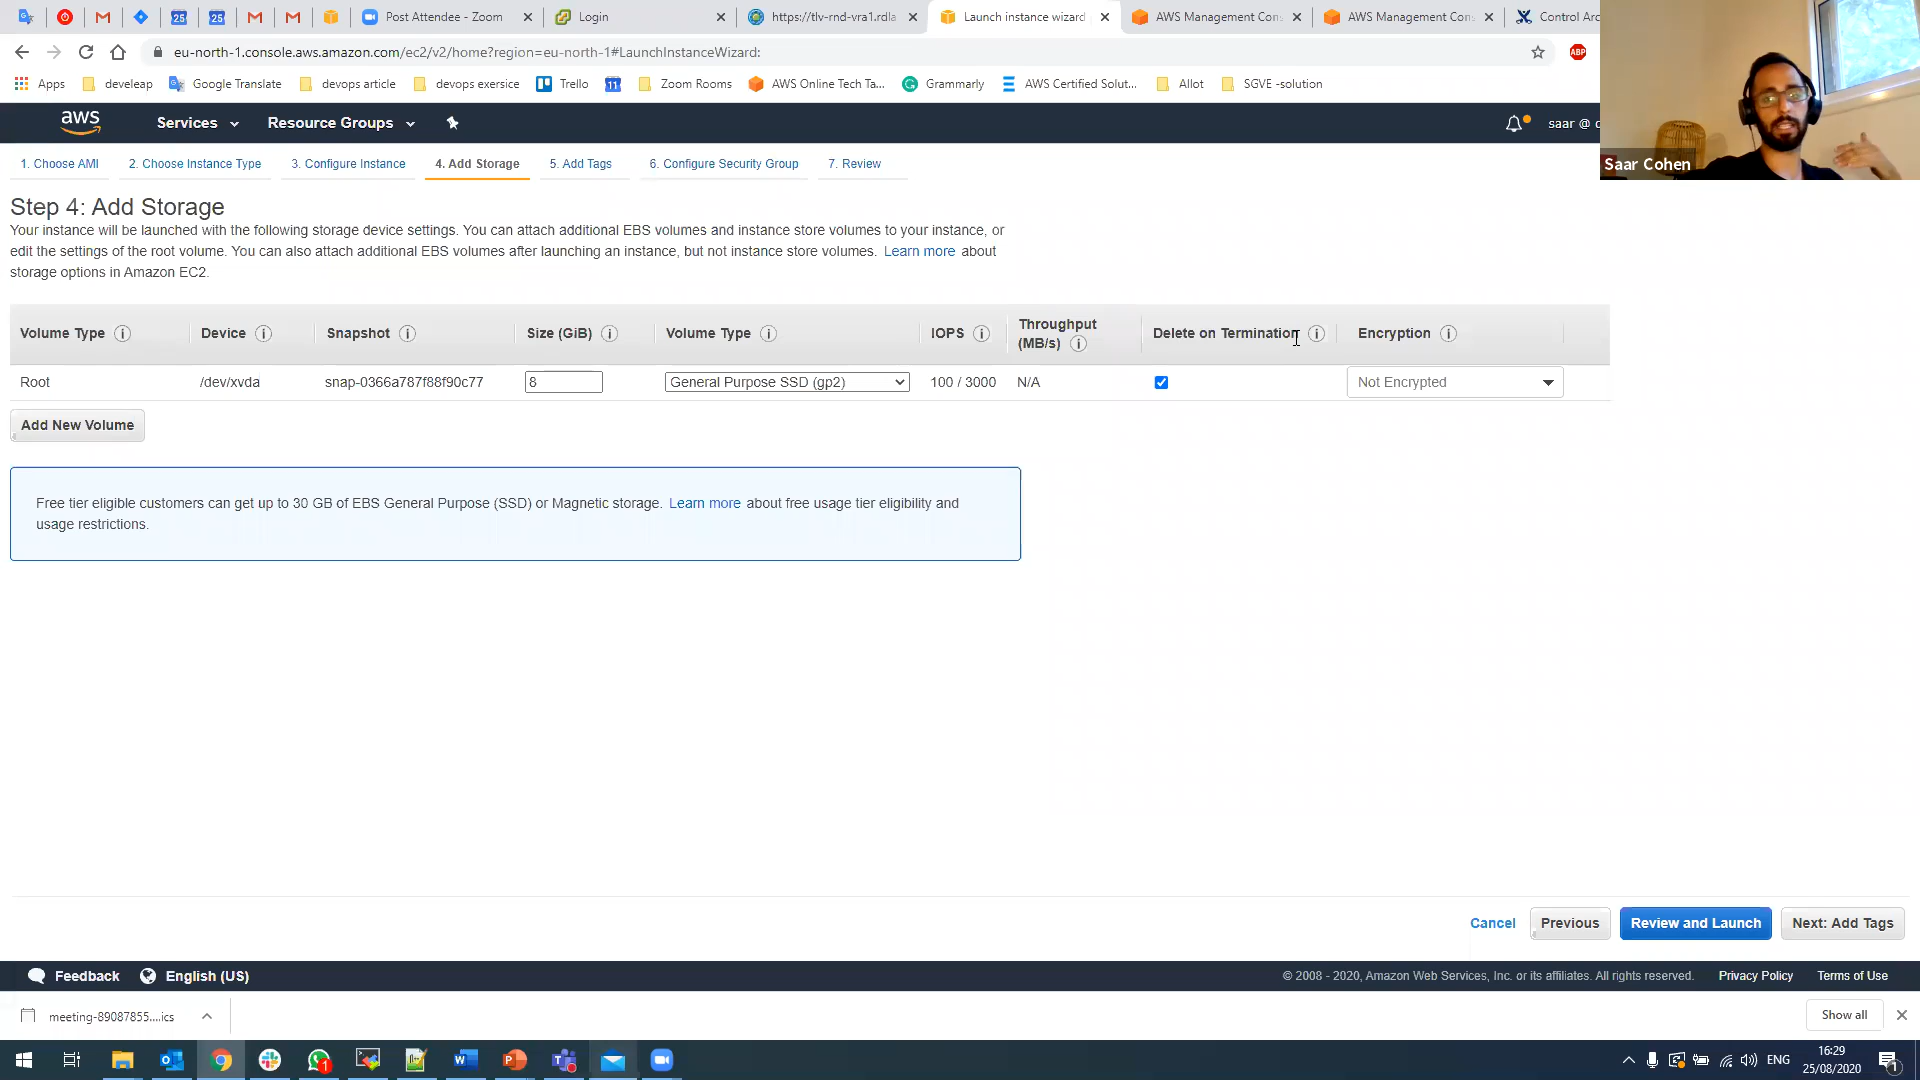 Post Attendee - Zoom
Login
https://tlv-rnd-vra1.rdla
Launch instance wizard
AWS Management Cons
AWS Management Cons
Control Arc
eu-north-1.console.aws.amazon.com/ec2/v2/home?region=eu-north-1#LaunchInstanceWizard:
ABP
Apps
develeap
Google Translate
devops article
devops exersice
Trello
11
Zoom Rooms
AWS Online Tech Ta...
Grammarly
AWS Certified Solut...
Allot
SGVE -solution
aws
Services
Resource Groups
saar @
Saar Cohen
1. Choose AMI
2. Choose Instance Type
3. Configure Instance
4. Add Storage
5. Add Tags
6. Configure Security Group
7. Review
Step 4: Add Storage
Your instance will be launched with the following storage device settings. You can attach additional EBS volumes and instance store volumes to your instance, or
edit the settings of the root volume. You can also attach additional EBS volumes after launching an instance, but not instance store volumes. Learn more about
storage options in Amazon EC2.
Volume Type
Device
Snapshot
Size (GiB)
Volume Type
IOPS
Throughput
(MB/s)
Delete on Termination
Encryption
Root
/dev/xvda
snap-0366a787f88f90c77
8
General Purpose SSD (gp2)
100 / 3000
N/A
Not Encrypted
Add New Volume
Free tier eligible customers can get up to 30 GB of EBS General Purpose (SSD) or Magnetic storage. Learn more about free usage tier eligibility and
usage restrictions.
Cancel
Previous
Review and Launch
Next: Add Tags
Feedback
English (US)
© 2008 - 2020, Amazon Web Services, Inc. or its affiliates. All rights reserved.
Privacy Policy
Terms of Use
meeting-89087855....ics
Show all
ENG
16:29
25/08/2020